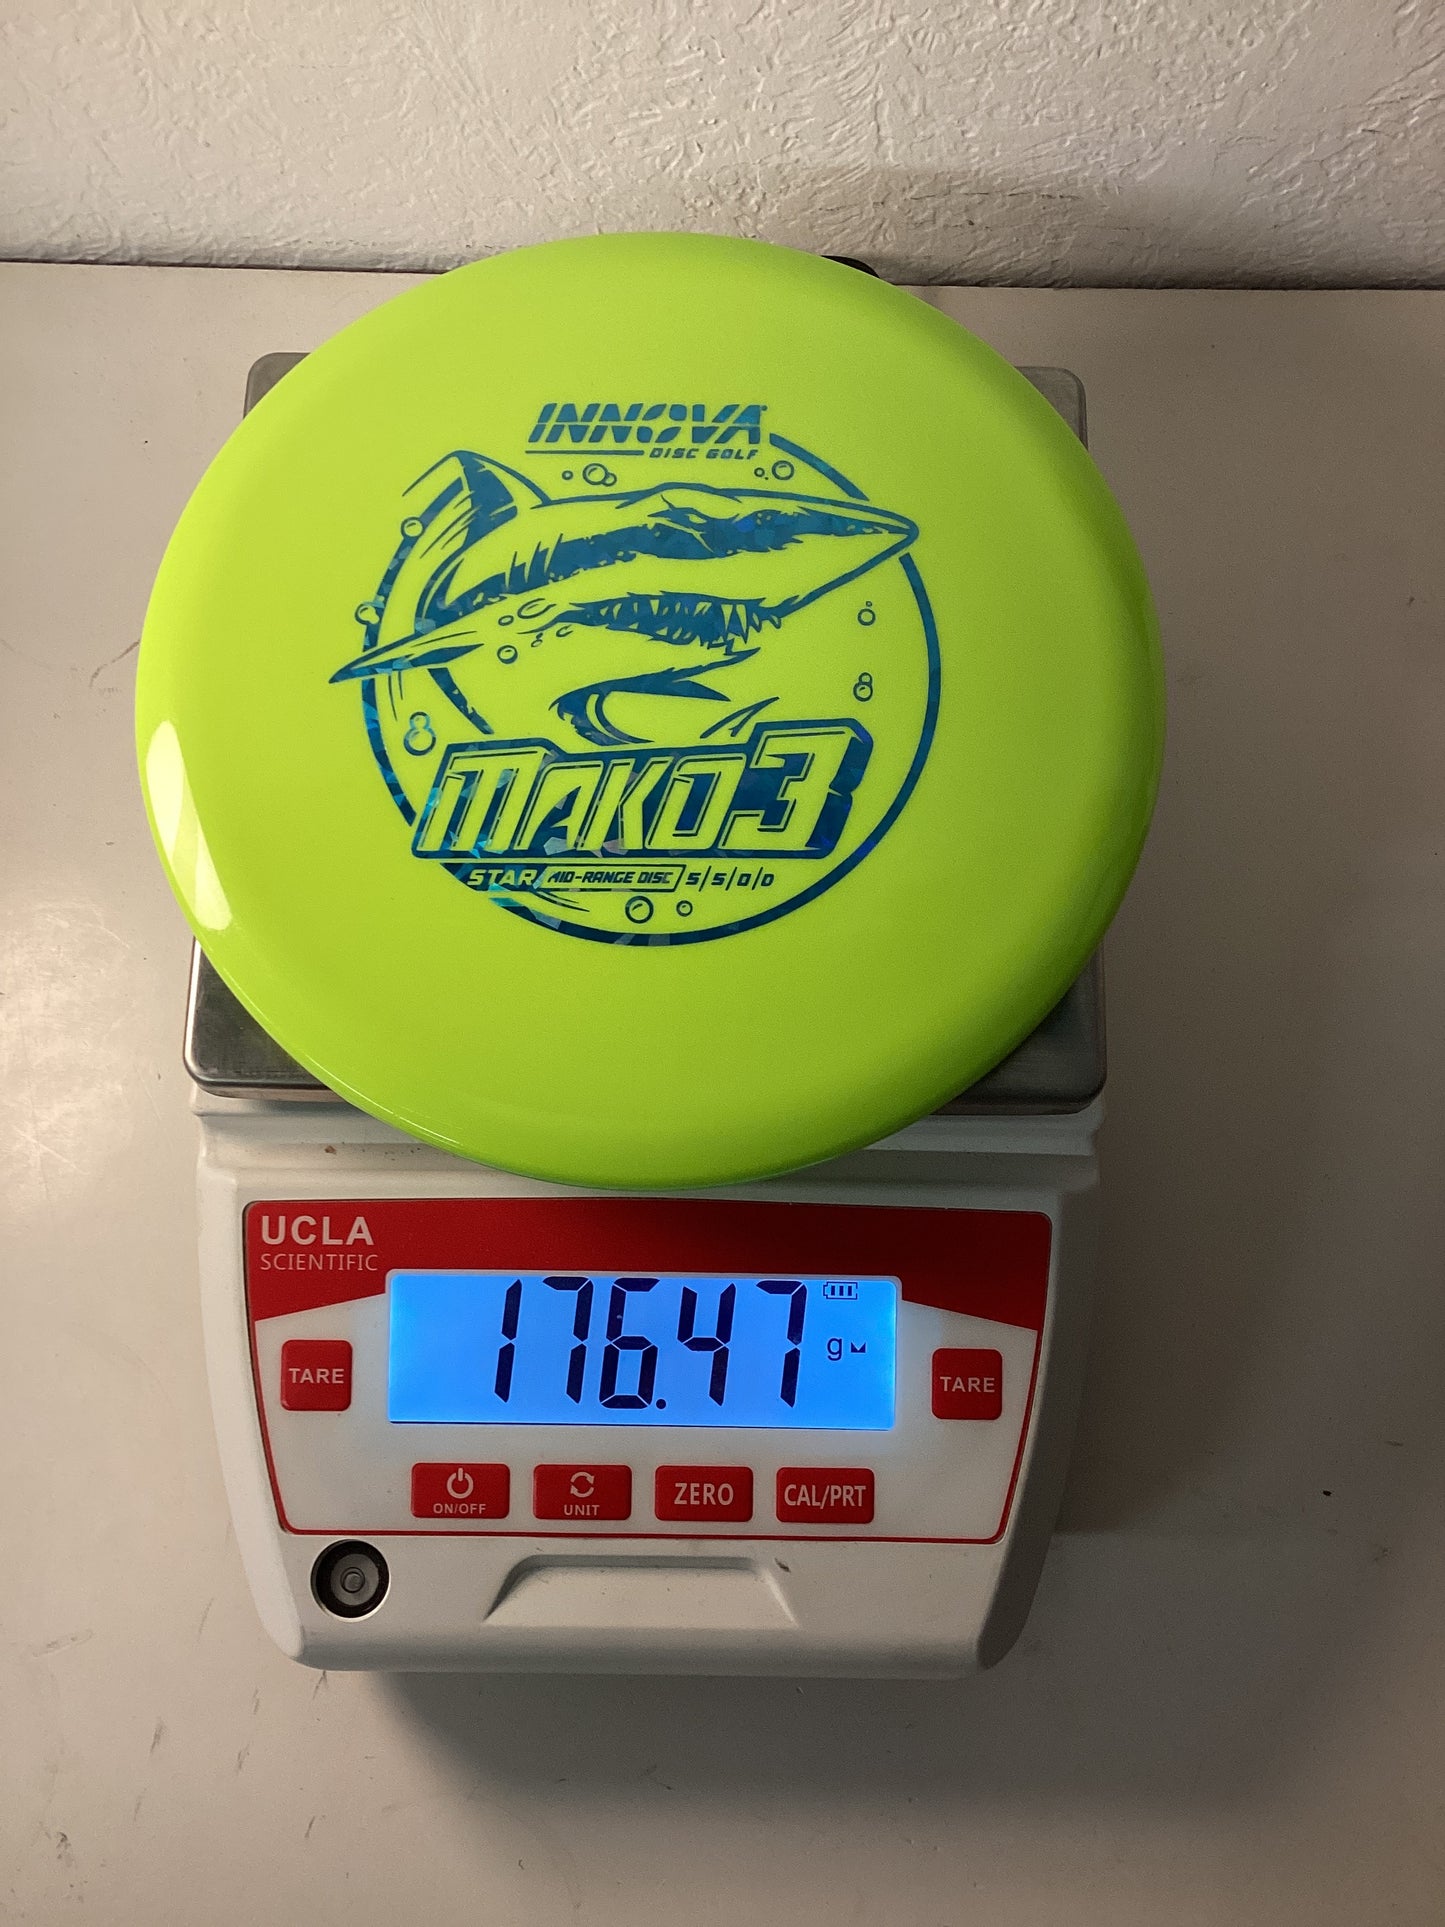 INNOVA
DISC GOLF
MAKO3
STAR MID-RANGE DISC 5|5|0|0
UCLA
SCIENTIFIC
176.47 g
TARE
TARE
ON/OFF
UNIT
ZERO
CAL/PRT